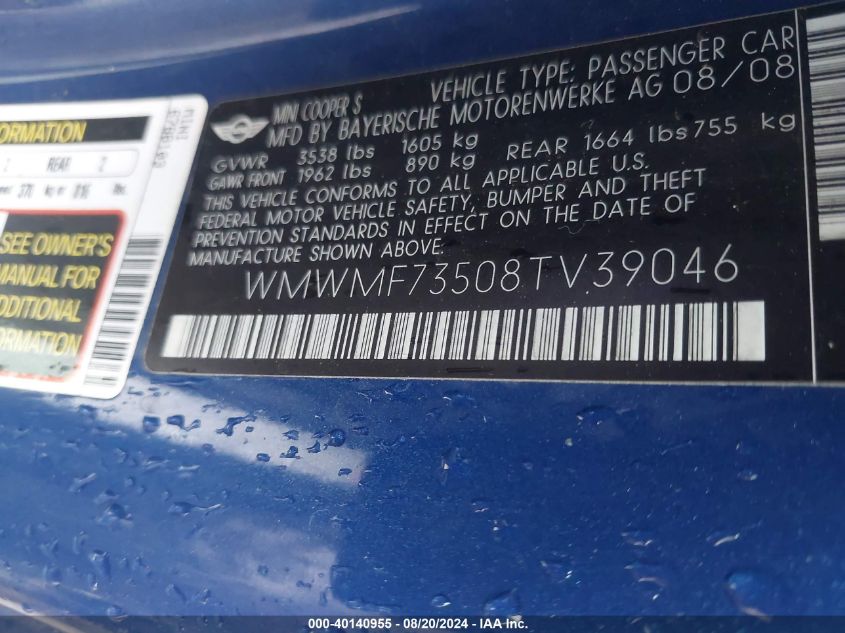 ORMATION
REAR 2
SEE OWNER'S
MANUAL FOR
ADDITIONAL
FORMATION
MINI COOPER S VEHICLE TYPE: PASSENGER CAR
MFD BY BAYERISCHE MOTORENWERKE AG 08/08
GVWR 3538 lbs 1605 kg
GAWR FRONT 1962 lbs 890 kg REAR 1664 lbs 755 kg
THIS VEHICLE CONFORMS TO ALL APPLICABLE U.S.
FEDERAL MOTOR VEHICLE SAFETY, BUMPER AND THEFT
PREVENTION STANDARDS IN EFFECT ON THE DATE OF
MANUFACTURE SHOWN ABOVE.
WMWMF73508TV39046
000-40140955 - 08/20/2024 - IAA Inc.